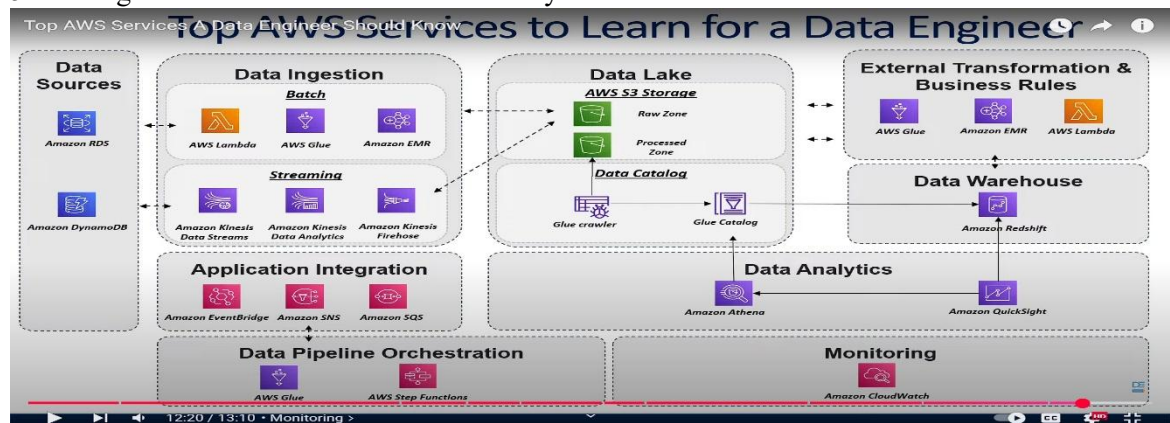 Top AWS Services to Learn for a Data Engineer
Top AWS Services A Data Engineer Should Know
Data
Sources
Amazon RDS
Amazon DynamoDB
Data Ingestion
Batch
AWS Lambda
AWS Glue
Amazon EMR
Streaming
Amazon Kinesis
Data Streams
Amazon Kinesis
Data Analytics
Amazon Kinesis
Firehose
Data Lake
AWS S3 Storage
Raw Zone
Processed
Zone
Data Catalog
Glue crawler
Glue Catalog
External Transformation &
Business Rules
AWS Glue
Amazon EMR
AWS Lambda
Data Warehouse
Amazon Redshift
Application Integration
Amazon EventBridge
Amazon SNS
Amazon SQS
Data Analytics
Amazon Athena
Amazon QuickSight
Data Pipeline Orchestration
AWS Glue
AWS Step Functions
Monitoring
Amazon CloudWatch
12:20 / 13:10 • Monitoring >
CC
HD